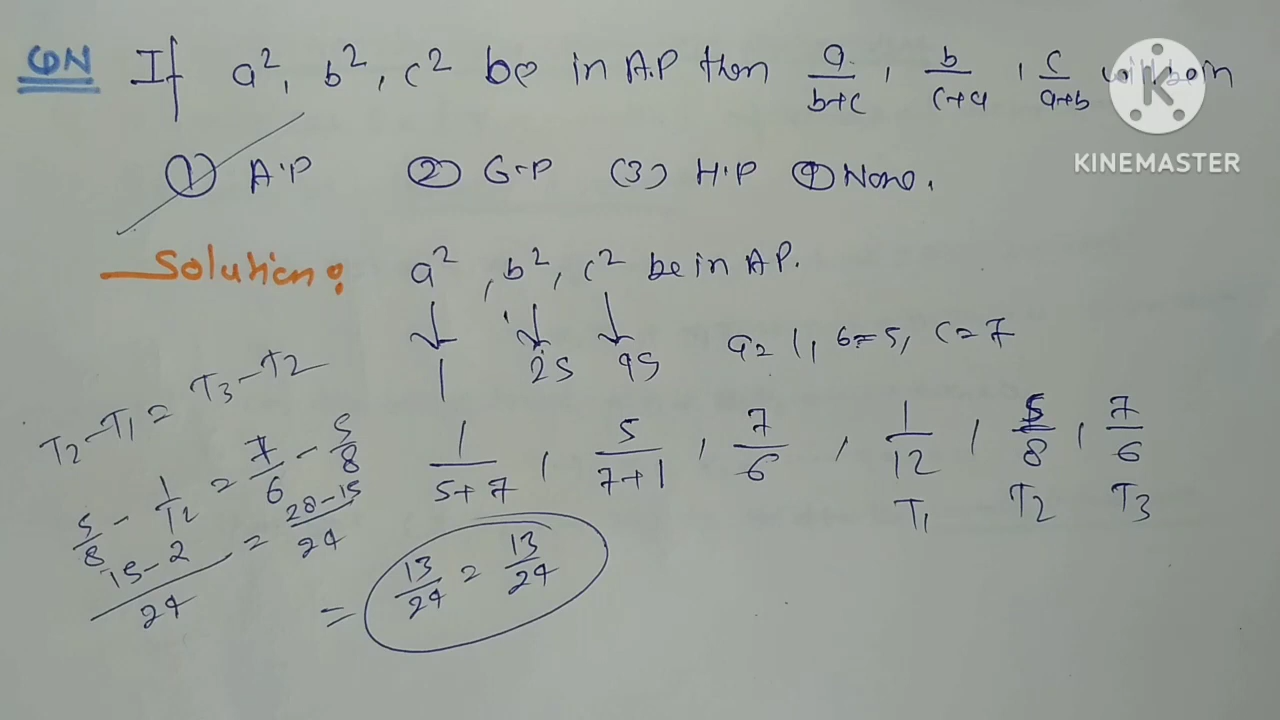 QN If a², b², c² be in A.P then a/b+c, b/c+a, c/a+b will be in
KINEMASTER
(1) A.P (2) G-P (3) H.P (4) None.
Solution: a², b², c² be in A P.
↓ ↓ ↓
1 25 49 a=1, b=5, c=7
T2-T1 = T3-T2
1/5+7, 5/7+1, 7/6, 1/12, 5/8, 7/6
T1 T2 T3
5/8 - 1/12 = 7/6 - 5/8
15-2/24 = 28-15/24
= 13/24 = 13/24